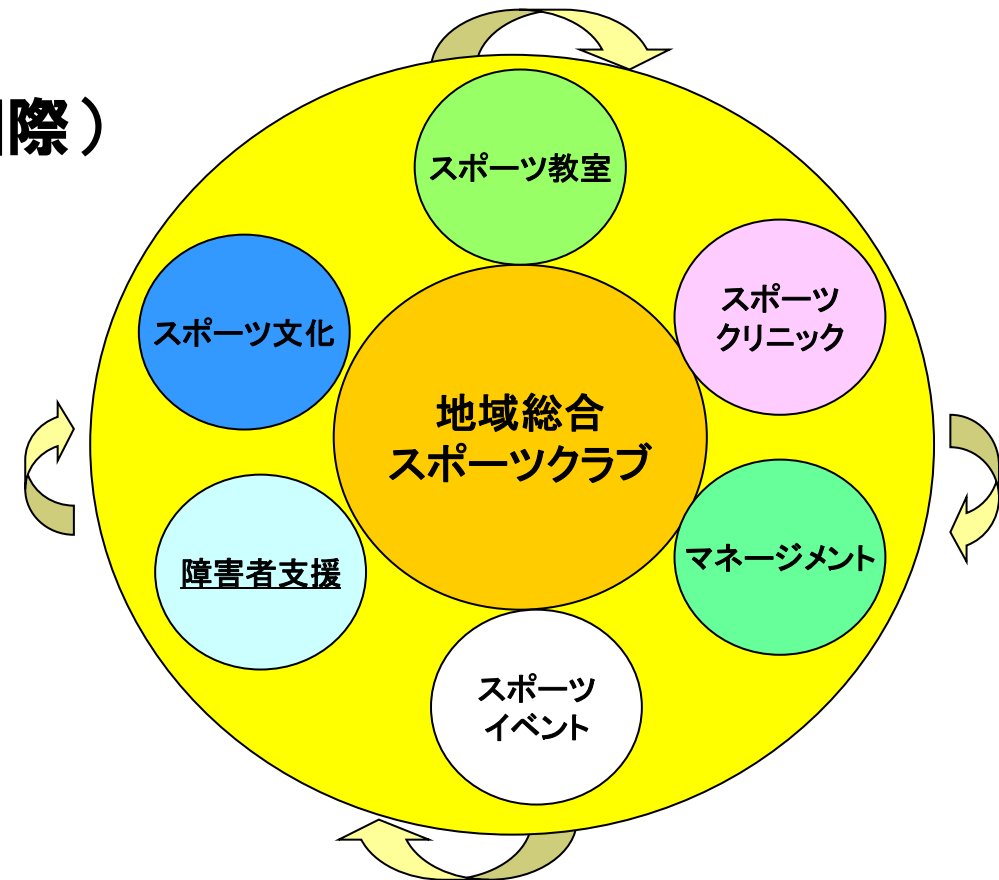 際）
スポーツ教室
スポーツ
クリニック
スポーツ文化
地域総合
スポーツクラブ
マネージメント
障害者支援
スポーツ
イベント